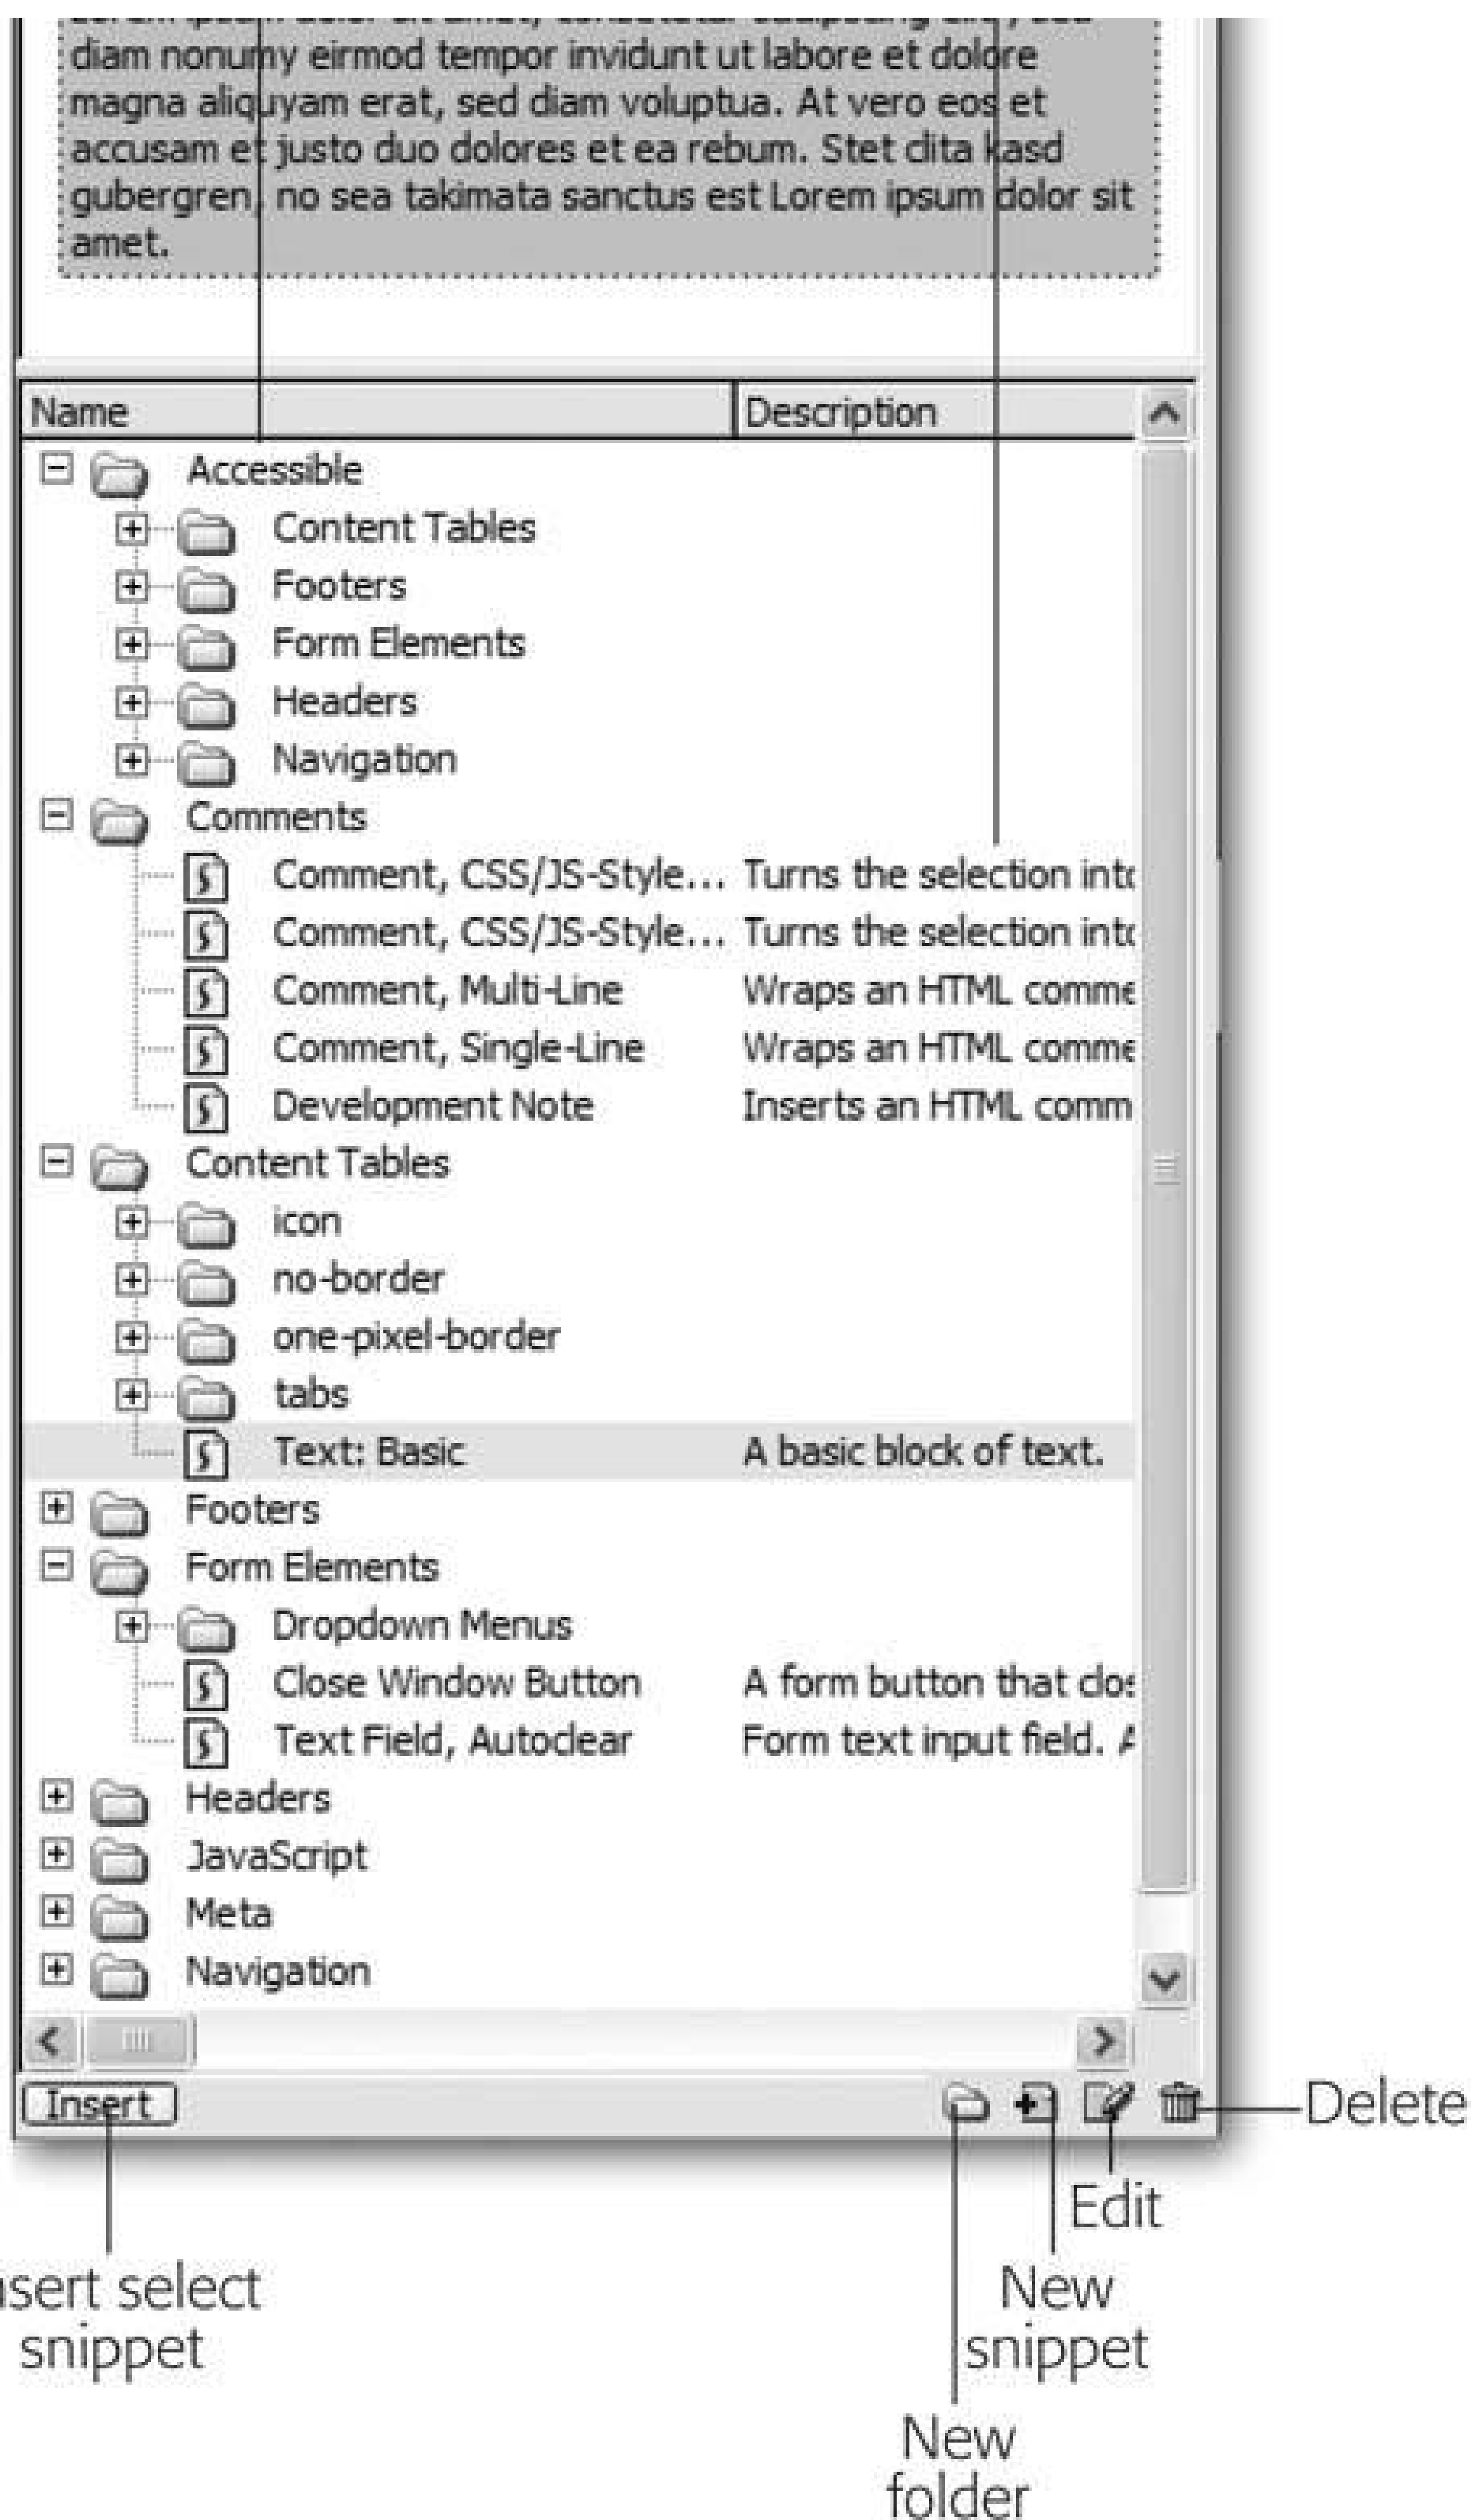 diam nonumy eirmod tempor invidunt ut labore et dolore
magna aliquyam erat, sed diam voluptua. At vero eos et
accusam et justo duo dolores et ea rebum. Stet clita kasd
gubergren, no sea takimata sanctus est Lorem ipsum dolor sit
amet.
Name Description
Accessible
Content Tables
Footers
Form Elements
Headers
Navigation
Comments
Comment, CSS/JS-Style... Turns the selection into
Comment, CSS/JS-Style... Turns the selection into
Comment, Multi-Line Wraps an HTML comme
Comment, Single-Line Wraps an HTML comme
Development Note Inserts an HTML comm
Content Tables
icon
no-border
one-pixel-border
tabs
Text: Basic A basic block of text.
Footers
Form Elements
Dropdown Menus
Close Window Button A form button that clos
Text Field, Autoclear Form text input field. A
Headers
JavaScript
Meta
Navigation
Insert
Delete
Edit
nsert select
snippet
New
snippet
New
folder